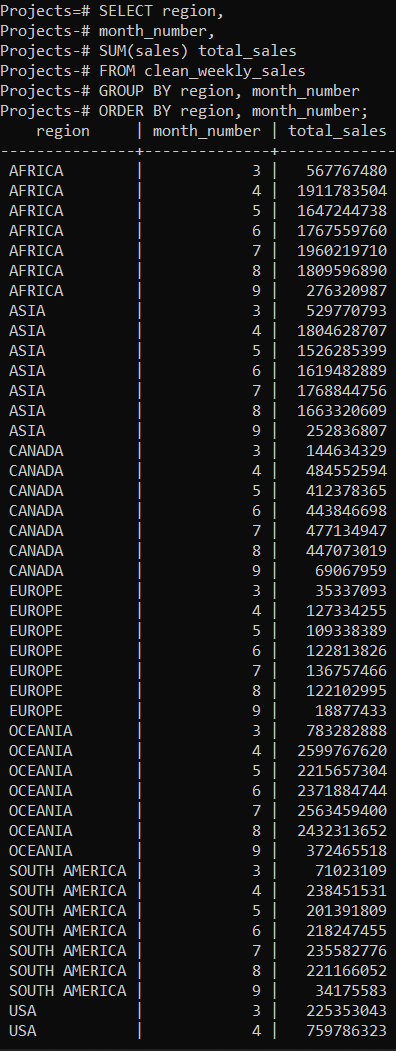 Projects=# SELECT region,
Projects-# month_number,
Projects-# SUM(sales) total_sales
Projects-# FROM clean_weekly_sales
Projects-# GROUP BY region, month_number
Projects-# ORDER BY region, month_number;
    region     | month_number | total_sales
---------------+--------------+-------------
 AFRICA        |            3 |   567767480
 AFRICA        |            4 |  1911783504
 AFRICA        |            5 |  1647244738
 AFRICA        |            6 |  1767559760
 AFRICA        |            7 |  1960219710
 AFRICA        |            8 |  1809596890
 AFRICA        |            9 |   276320987
 ASIA          |            3 |   529770793
 ASIA          |            4 |  1804628707
 ASIA          |            5 |  1526285399
 ASIA          |            6 |  1619482889
 ASIA          |            7 |  1768844756
 ASIA          |            8 |  1663320609
 ASIA          |            9 |   252836807
 CANADA        |            3 |   144634329
 CANADA        |            4 |   484552594
 CANADA        |            5 |   412378365
 CANADA        |            6 |   443846698
 CANADA        |            7 |   477134947
 CANADA        |            8 |   447073019
 CANADA        |            9 |    69067959
 EUROPE        |            3 |    35337093
 EUROPE        |            4 |   127334255
 EUROPE        |            5 |   109338389
 EUROPE        |            6 |   122813826
 EUROPE        |            7 |   136757466
 EUROPE        |            8 |   122102995
 EUROPE        |            9 |    18877433
 OCEANIA       |            3 |   783282888
 OCEANIA       |            4 |  2599767620
 OCEANIA       |            5 |  2215657304
 OCEANIA       |            6 |  2371884744
 OCEANIA       |            7 |  2563459400
 OCEANIA       |            8 |  2432313652
 OCEANIA       |            9 |   372465518
 SOUTH AMERICA |            3 |    71023109
 SOUTH AMERICA |            4 |   238451531
 SOUTH AMERICA |            5 |   201391809
 SOUTH AMERICA |            6 |   218247455
 SOUTH AMERICA |            7 |   235582776
 SOUTH AMERICA |            8 |   221166052
 SOUTH AMERICA |            9 |    34175583
 USA           |            3 |   225353043
 USA           |            4 |   759786323